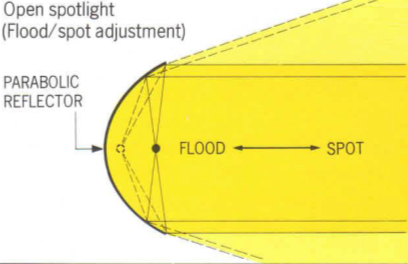 Open spotlight
(Flood/spot adjustment)
PARABOLIC
REFLECTOR
FLOOD
SPOT